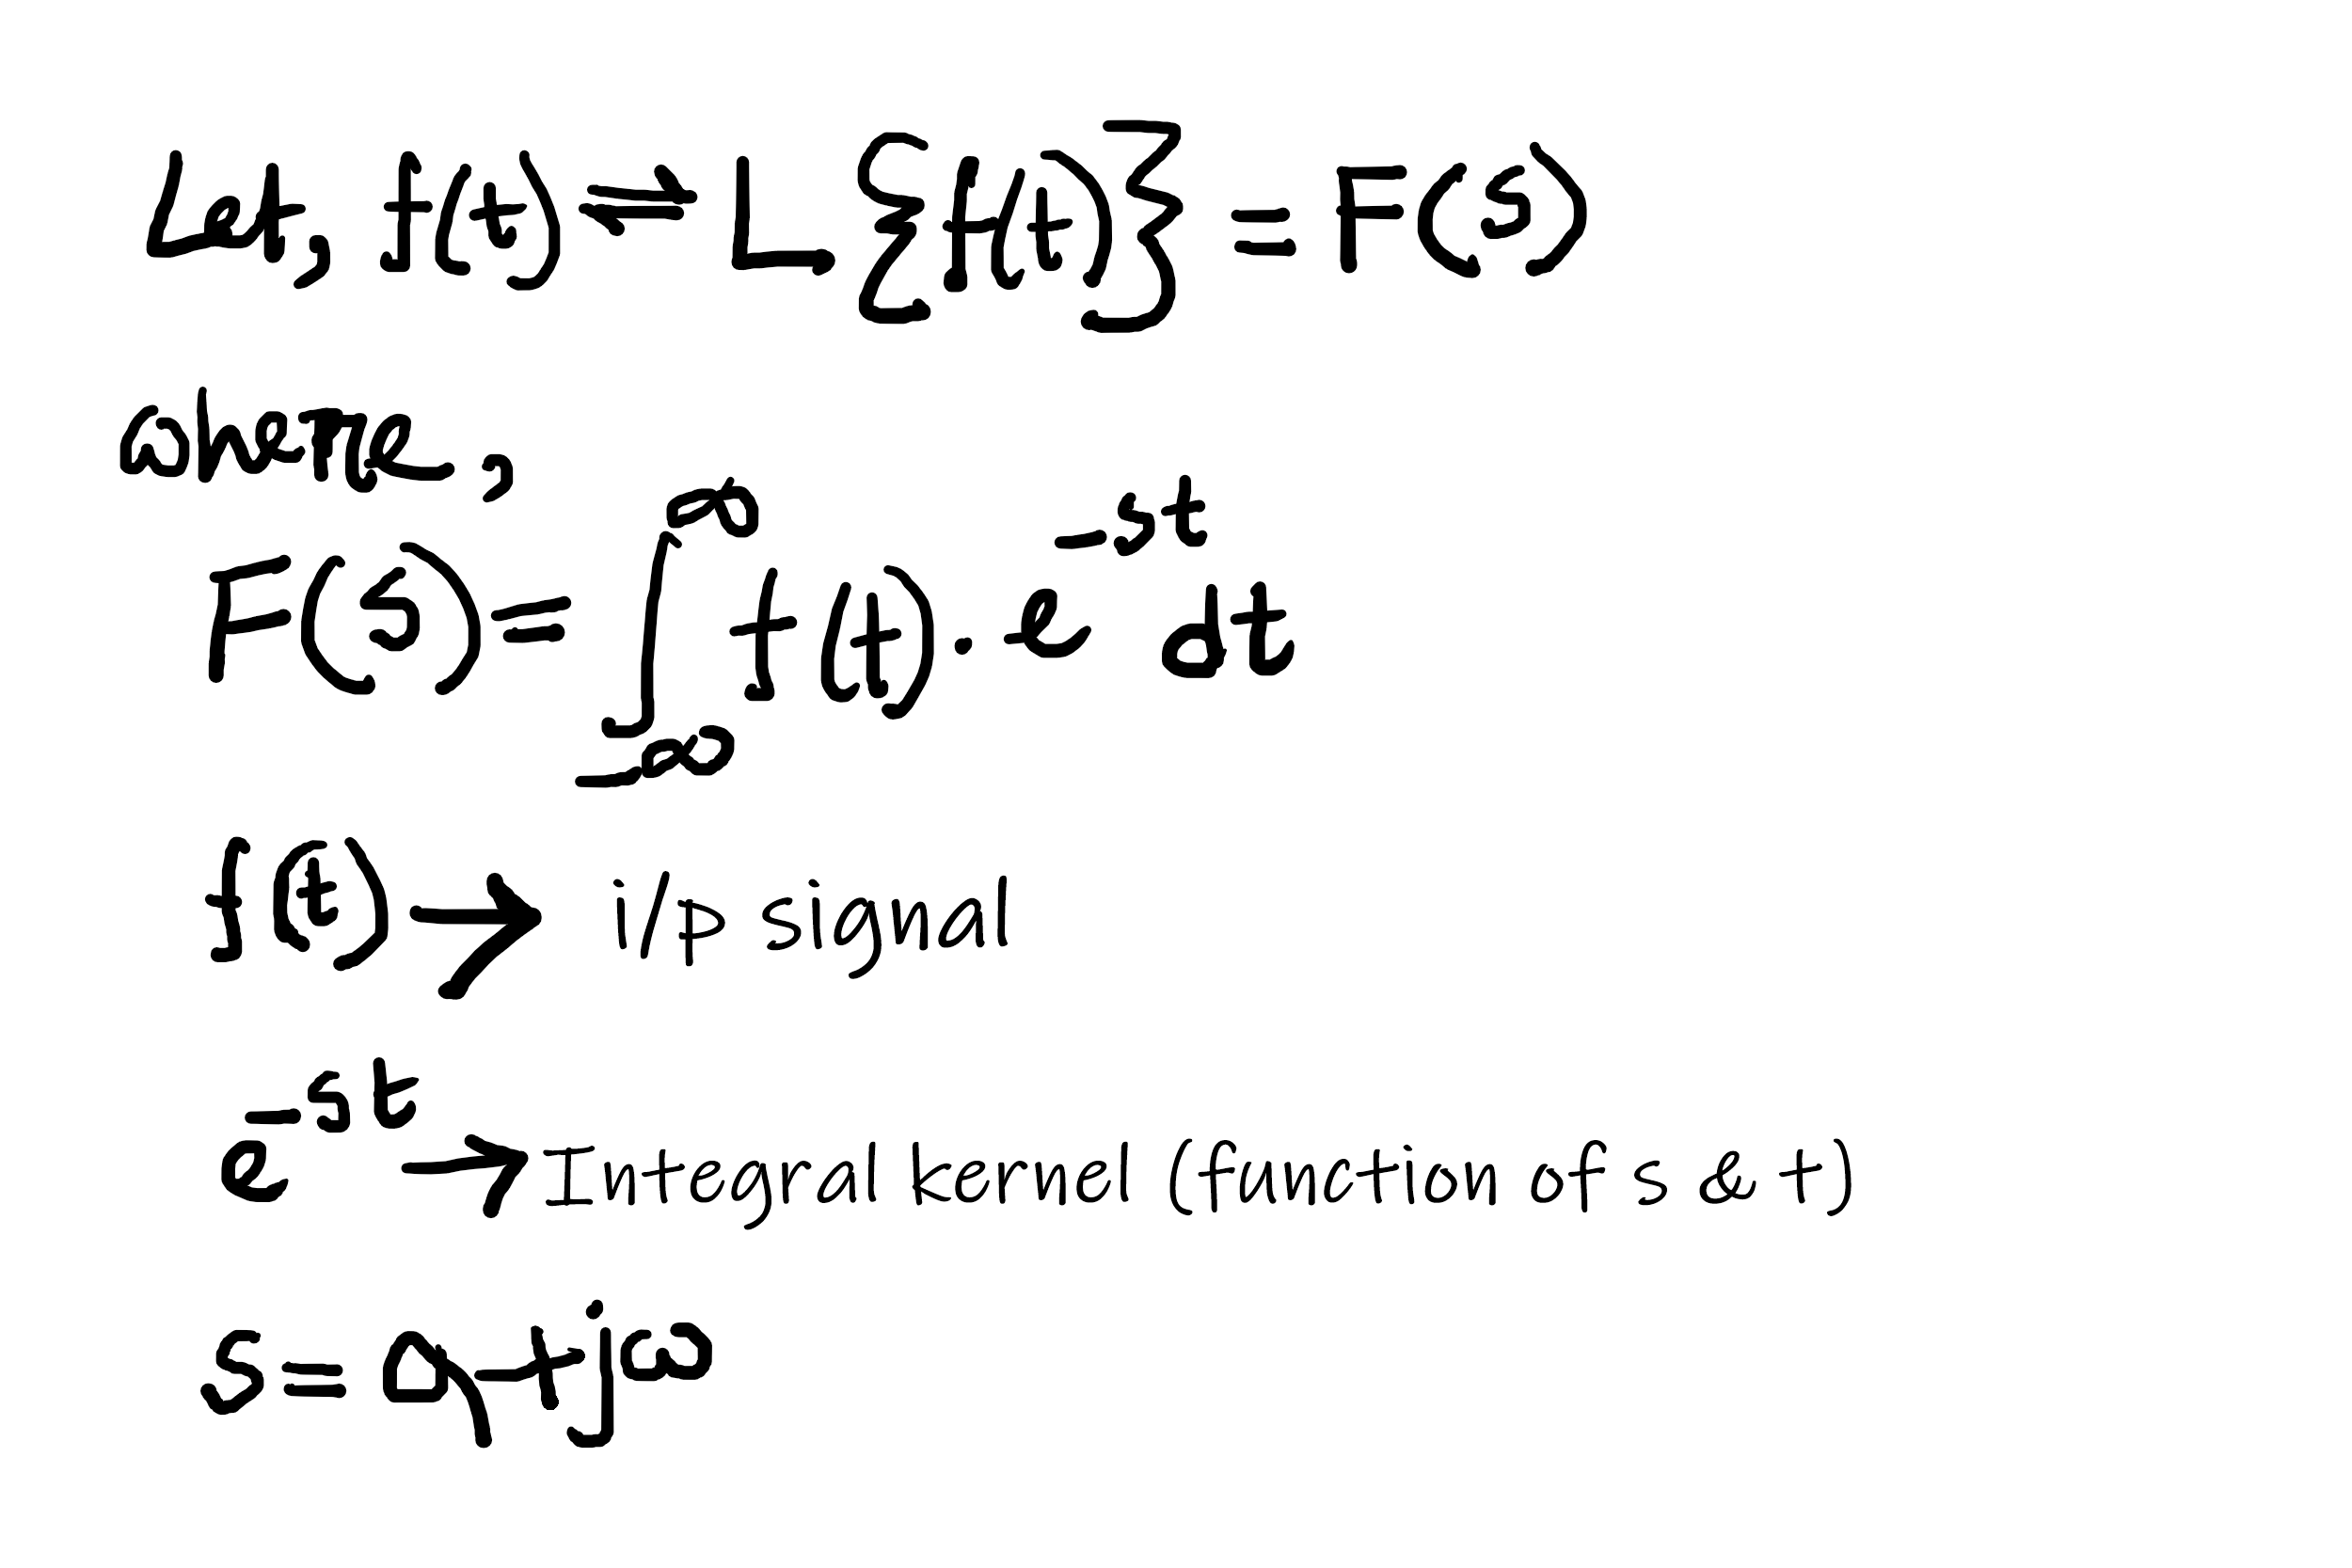 Let, f(t) ⇌ L{f(t)} = F(s)
where,
F(s) = ∫_{-∞}^{∞} f(t) . e^{-st} dt
f(t) → i/p signal
e^{-st} → Integral kernel (function of s & t)
s = a + jω